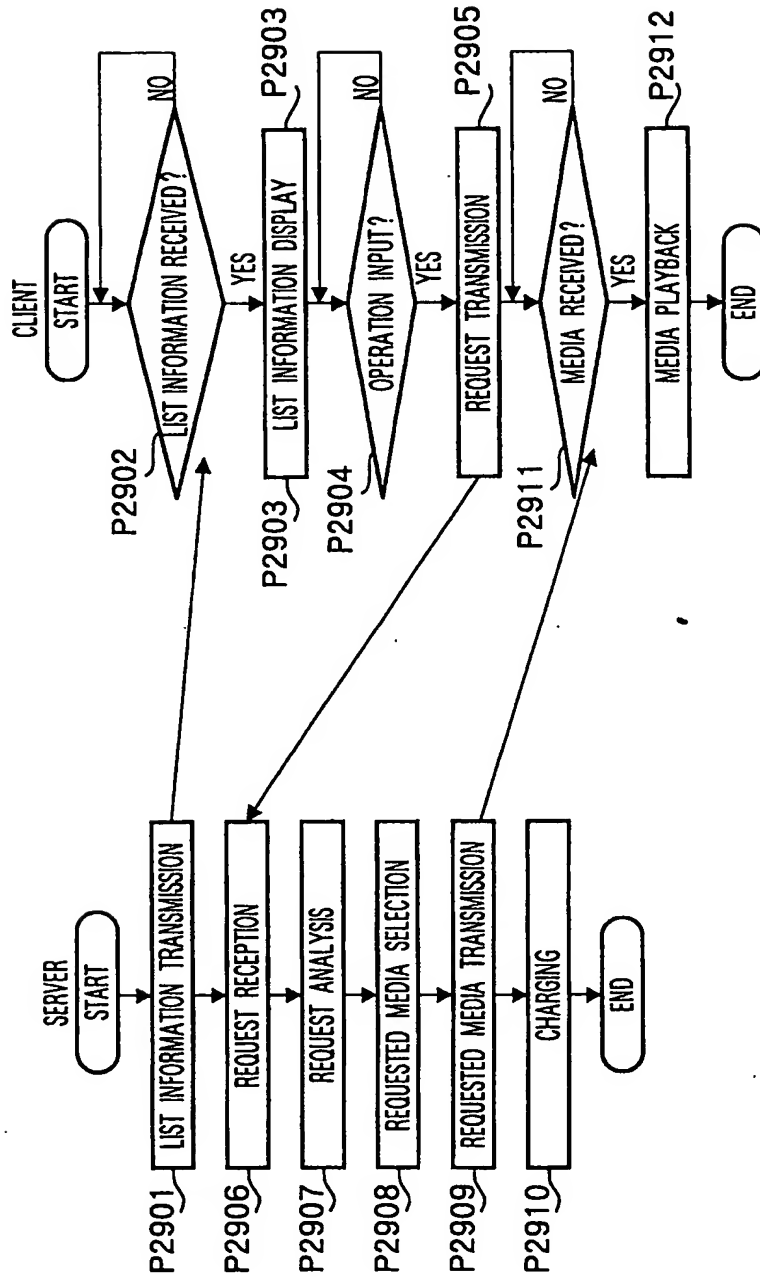 SERVER
START
P2901
LIST INFORMATION TRANSMISSION
P2906
REQUEST RECEPTION
P2907
REQUEST ANALYSIS
P2908
REQUESTED MEDIA SELECTION
P2909
REQUESTED MEDIA TRANSMISSION
P2910
CHARGING
END
CLIENT
START
P2902
LIST INFORMATION RECEIVED?
NO
YES
P2903
LIST INFORMATION DISPLAY
P2903
P2904
OPERATION INPUT?
NO
YES
REQUEST TRANSMISSION
P2905
P2911
MEDIA RECEIVED?
NO
YES
MEDIA PLAYBACK
P2912
END